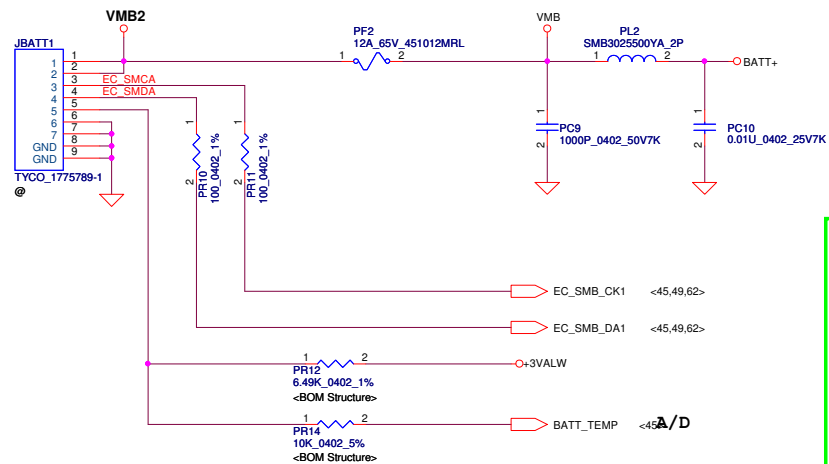 VMB2
VMB
JBATT1
PF2
12A_65V_451012MRL
PL2
SMB3025500YA_2P
1 1
2 2
3 3 EC_SMCA
4 4 EC_SMDA
5 5
6 6
7 7
GND 8
GND 9
TYCO_1775789-1
@
1 2
1 2
BATT+
1
2
PC9
1000P_0402_50V7K
1
2
PC10
0.01U_0402_25V7K
1
2
PR10
100_0402_1%
1
2
PR11
100_0402_1%
EC_SMB_CK1 <45,49,62>
EC_SMB_DA1 <45,49,62>
1 2
PR12
6.49K_0402_1%
<BOM Structure>
+3VALW
1 2
PR14
10K_0402_5%
<BOM Structure>
BATT_TEMP <45 A/D